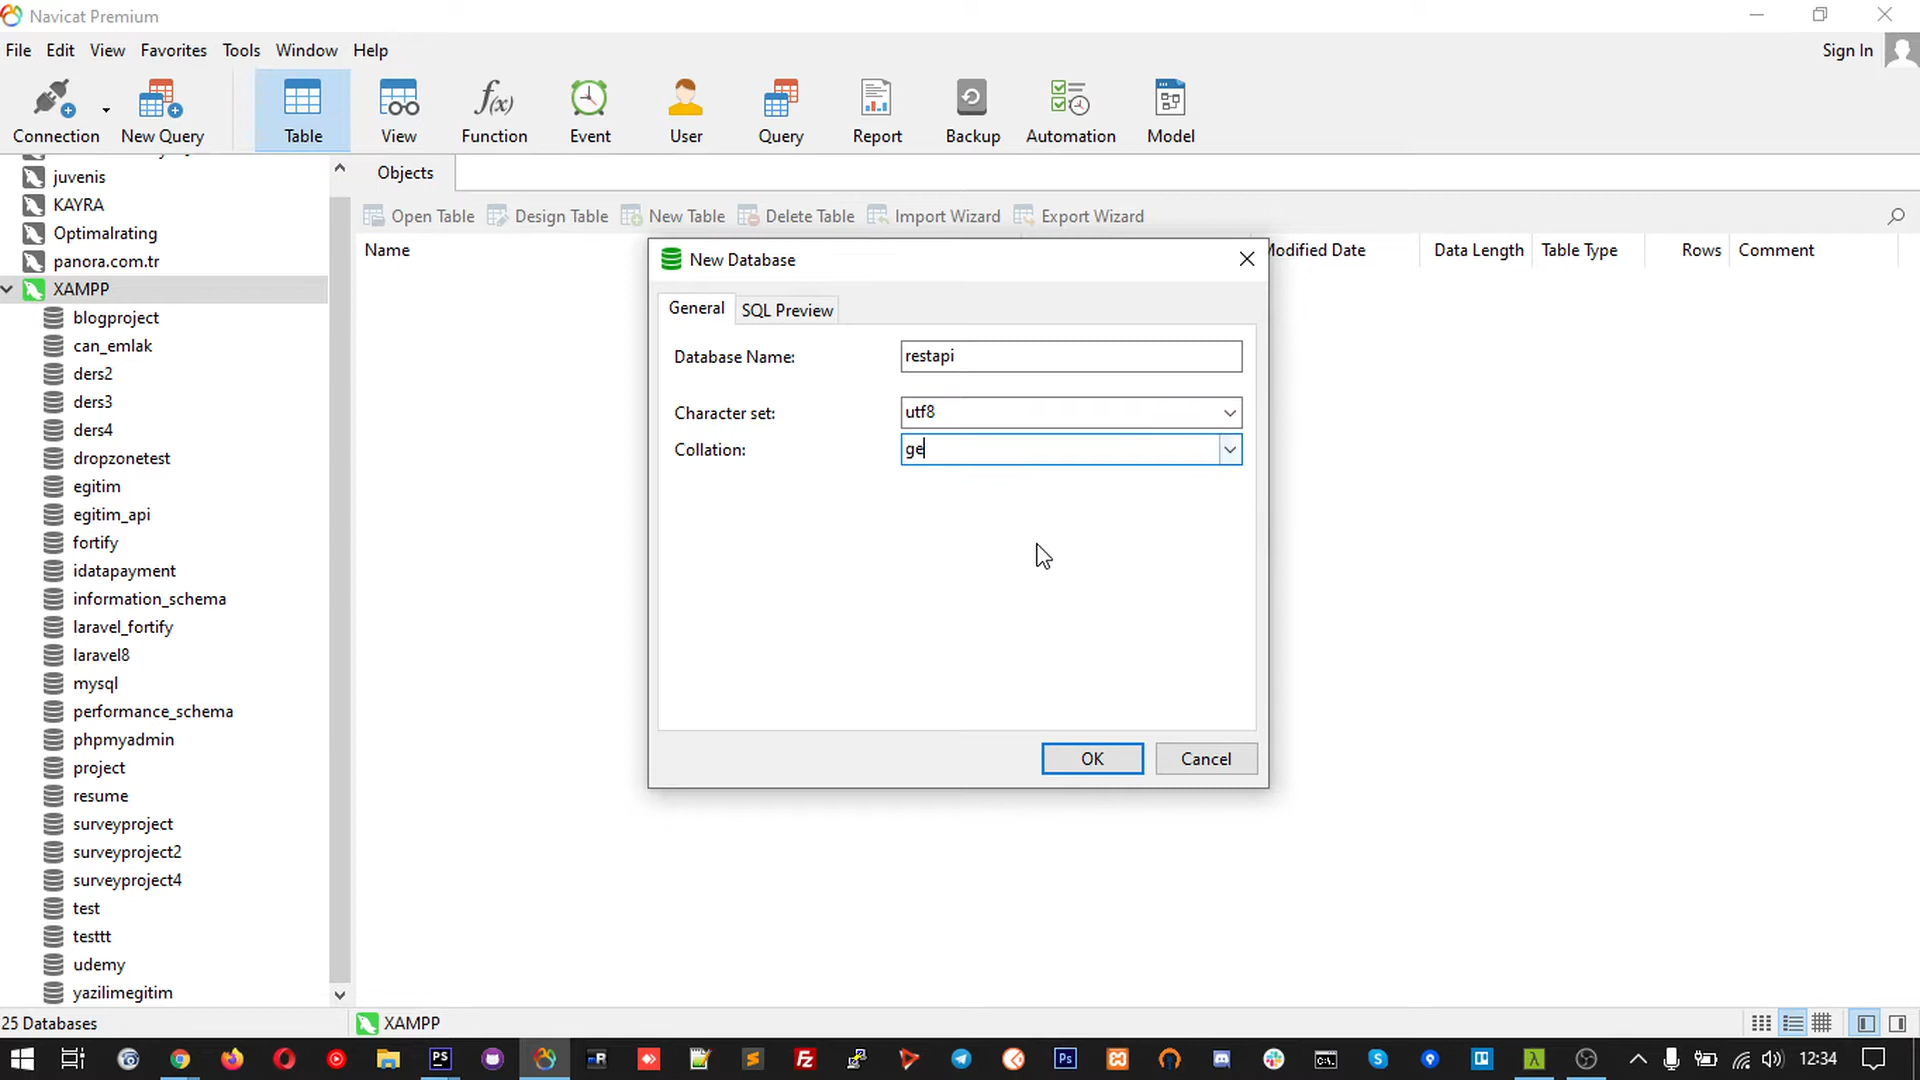 Navicat Premium
File Edit View Favorites Tools Window Help
Sign In
Connection New Query Table View Function Event User Query Report Backup Automation Model
juvenis
KAYRA
Optimalrating
panora.com.tr
XAMPP
blogproject
can_emlak
ders2
ders3
ders4
dropzonetest
egitim
egitim_api
fortify
idatapayment
information_schema
laravel_fortify
laravel8
mysql
performance_schema
phpmyadmin
project
resume
surveyproject
surveyproject2
surveyproject4
test
testtt
udemy
yazilimegitim
Objects
Open Table Design Table New Table Delete Table Import Wizard Export Wizard
Name Modified Date Data Length Table Type Rows Comment
New Database
General SQL Preview
Database Name: restapi
Character set: utf8
Collation: ge
OK Cancel
25 Databases XAMPP
12:34